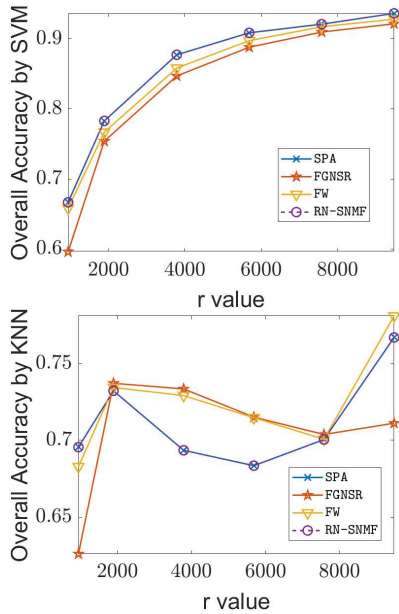 Overall Accuracy by SVM
0.9
0.8
0.7
0.6
SPA
FGNSR
FW
RN-SNMF
2000 4000 6000 8000
r value
Overall Accuracy by KNN
0.75
0.7
0.65
SPA
FGNSR
FW
RN-SNMF
2000 4000 6000 8000
r value